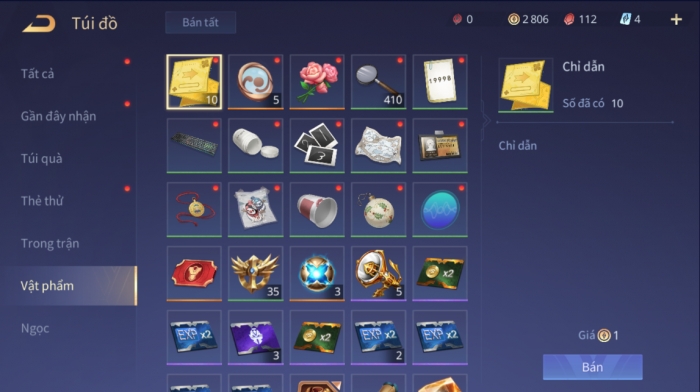 Túi đồ
Bán tất
0
2 806
112
4
+
Tất cả
Gần đây nhận
Túi quà
Thẻ thử
Trong trận
Vật phẩm
Ngọc
10
5
410
19998
3
35
3
5
x2
EXP x2
3
x2
EXP
2
EXP x2
Chỉ dẫn
Số đã có 10
Chỉ dẫn
Giá 1
Bán